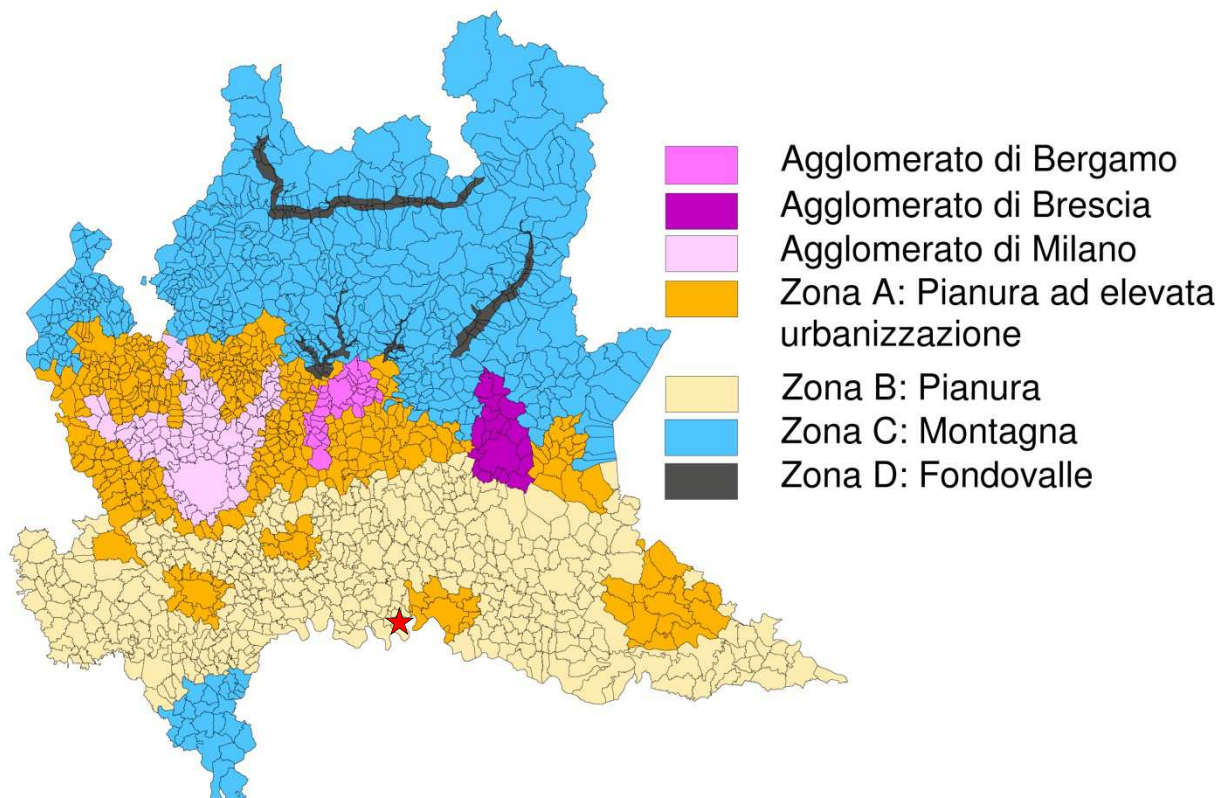 Agglomerato di Bergamo
Agglomerato di Brescia
Agglomerato di Milano
Zona A: Pianura ad elevata
urbanizzazione
Zona B: Pianura
Zona C: Montagna
Zona D: Fondovalle